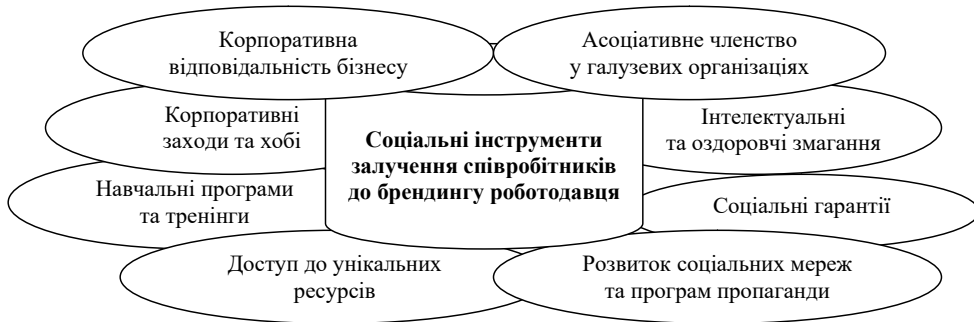 Корпоративна
відповідальність бізнесу
Асоціативне членство
у галузевих організаціях
Корпоративні
заходи та хобі
Соціальні інструменти
залучення співробітників
до брендингу роботодавця
Інтелектуальні
та оздоровчі змагання
Навчальні програми
та тренінги
Соціальні гарантії
Доступ до унікальних
ресурсів
Розвиток соціальних мереж
та програм пропаганди